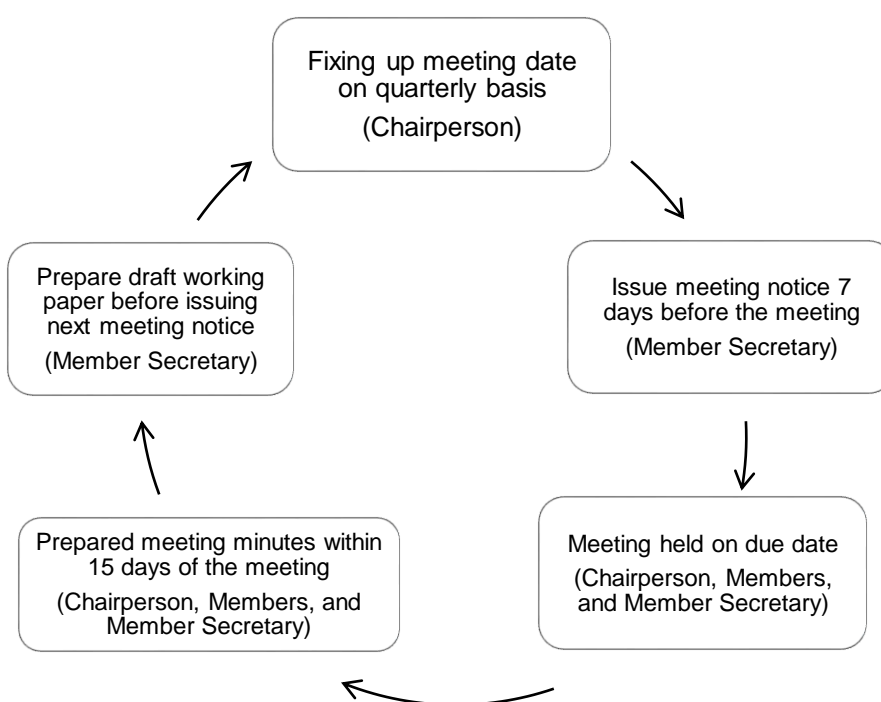 Fixing up meeting date
on quarterly basis
(Chairperson)
Issue meeting notice 7
days before the meeting
(Member Secretary)
Meeting held on due date
(Chairperson, Members,
and Member Secretary)
Prepared meeting minutes within
15 days of the meeting
(Chairperson, Members, and
Member Secretary)
Prepare draft working
paper before issuing
next meeting notice
(Member Secretary)